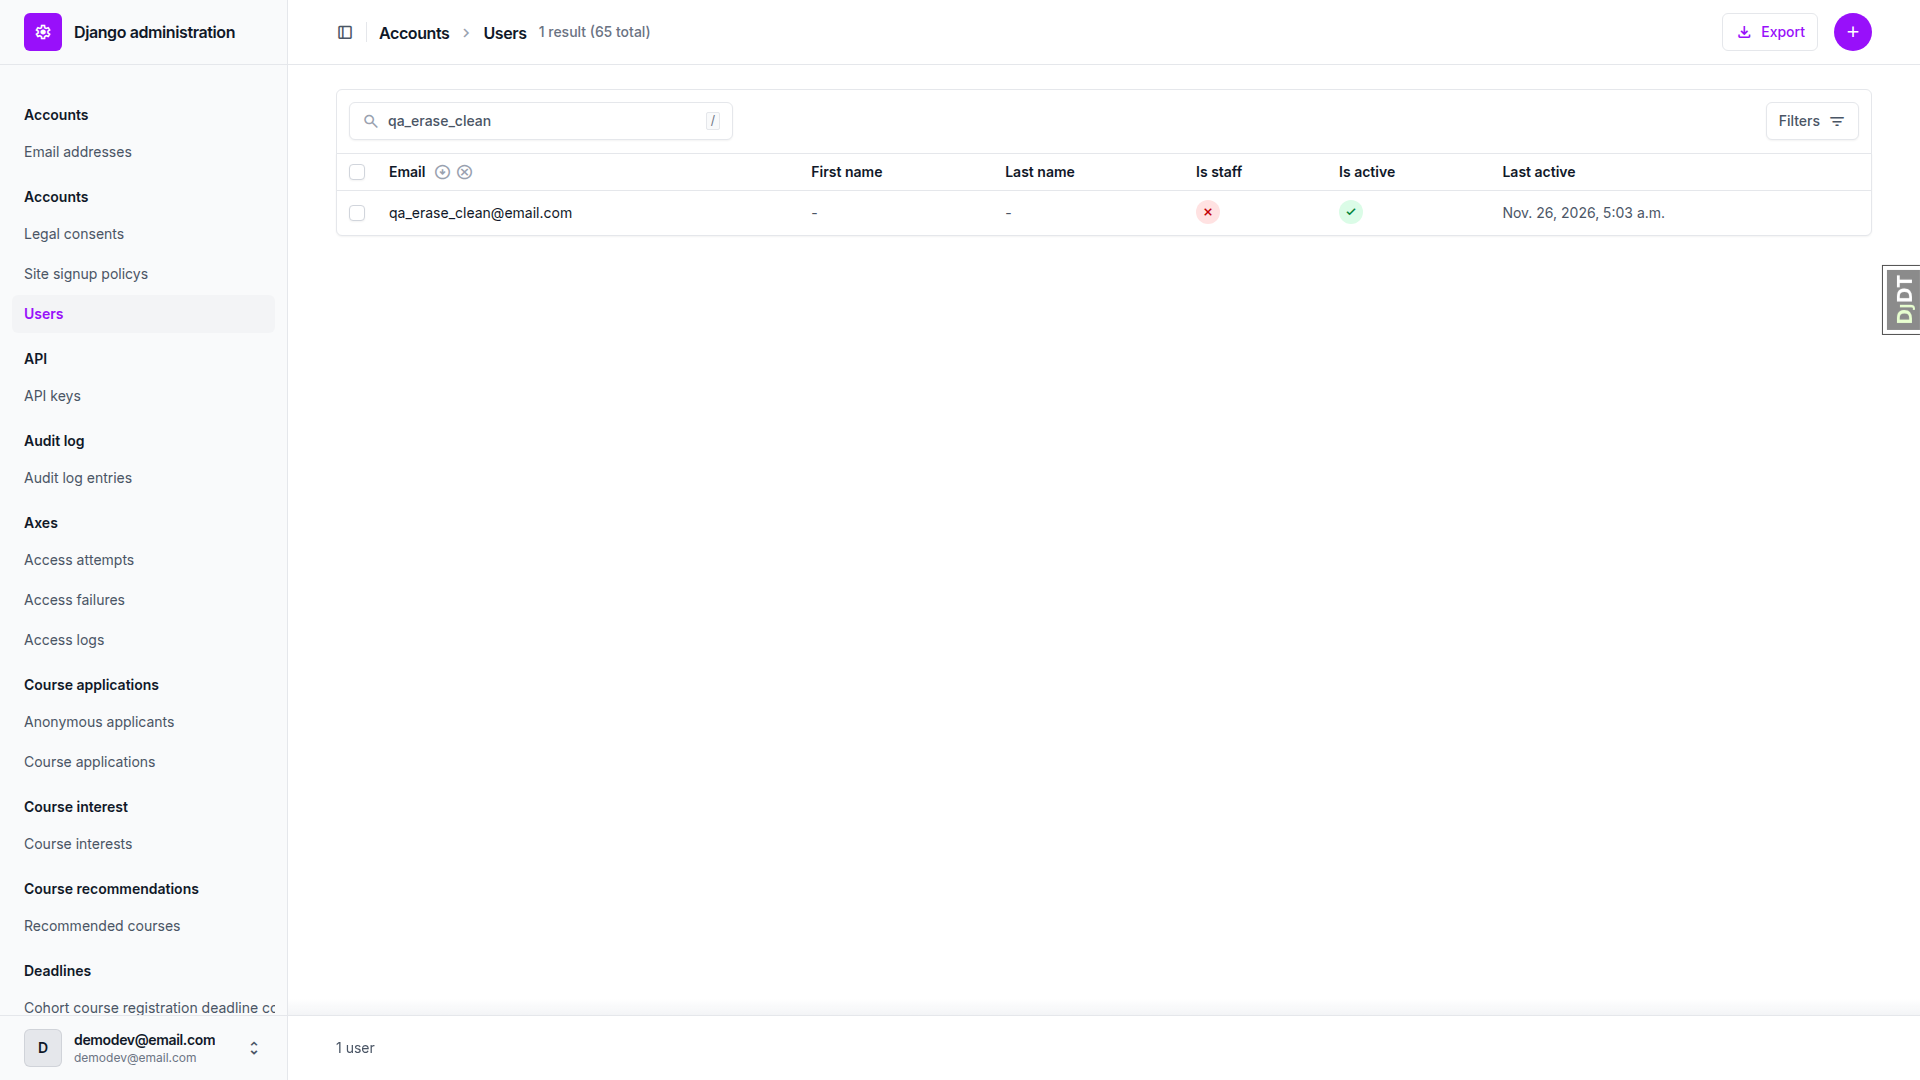 Django administration
Accounts
Email addresses
Accounts
Legal consents
Site signup policys
Users
API
API keys
Audit log
Audit log entries
Axes
Access attempts
Access failures
Access logs
Course applications
Anonymous applicants
Course applications
Course interest
Course interests
Course recommendations
Recommended courses
Deadlines
Cohort course registration deadline co
D
demodev@email.com
demodev@email.com
Accounts > Users 1 result (65 total)
Export
+
qa_erase_clean /
Filters
Email First name Last name Is staff Is active Last active
qa_erase_clean@email.com - - Nov. 26, 2026, 5:03 a.m.
DjDT
1 user